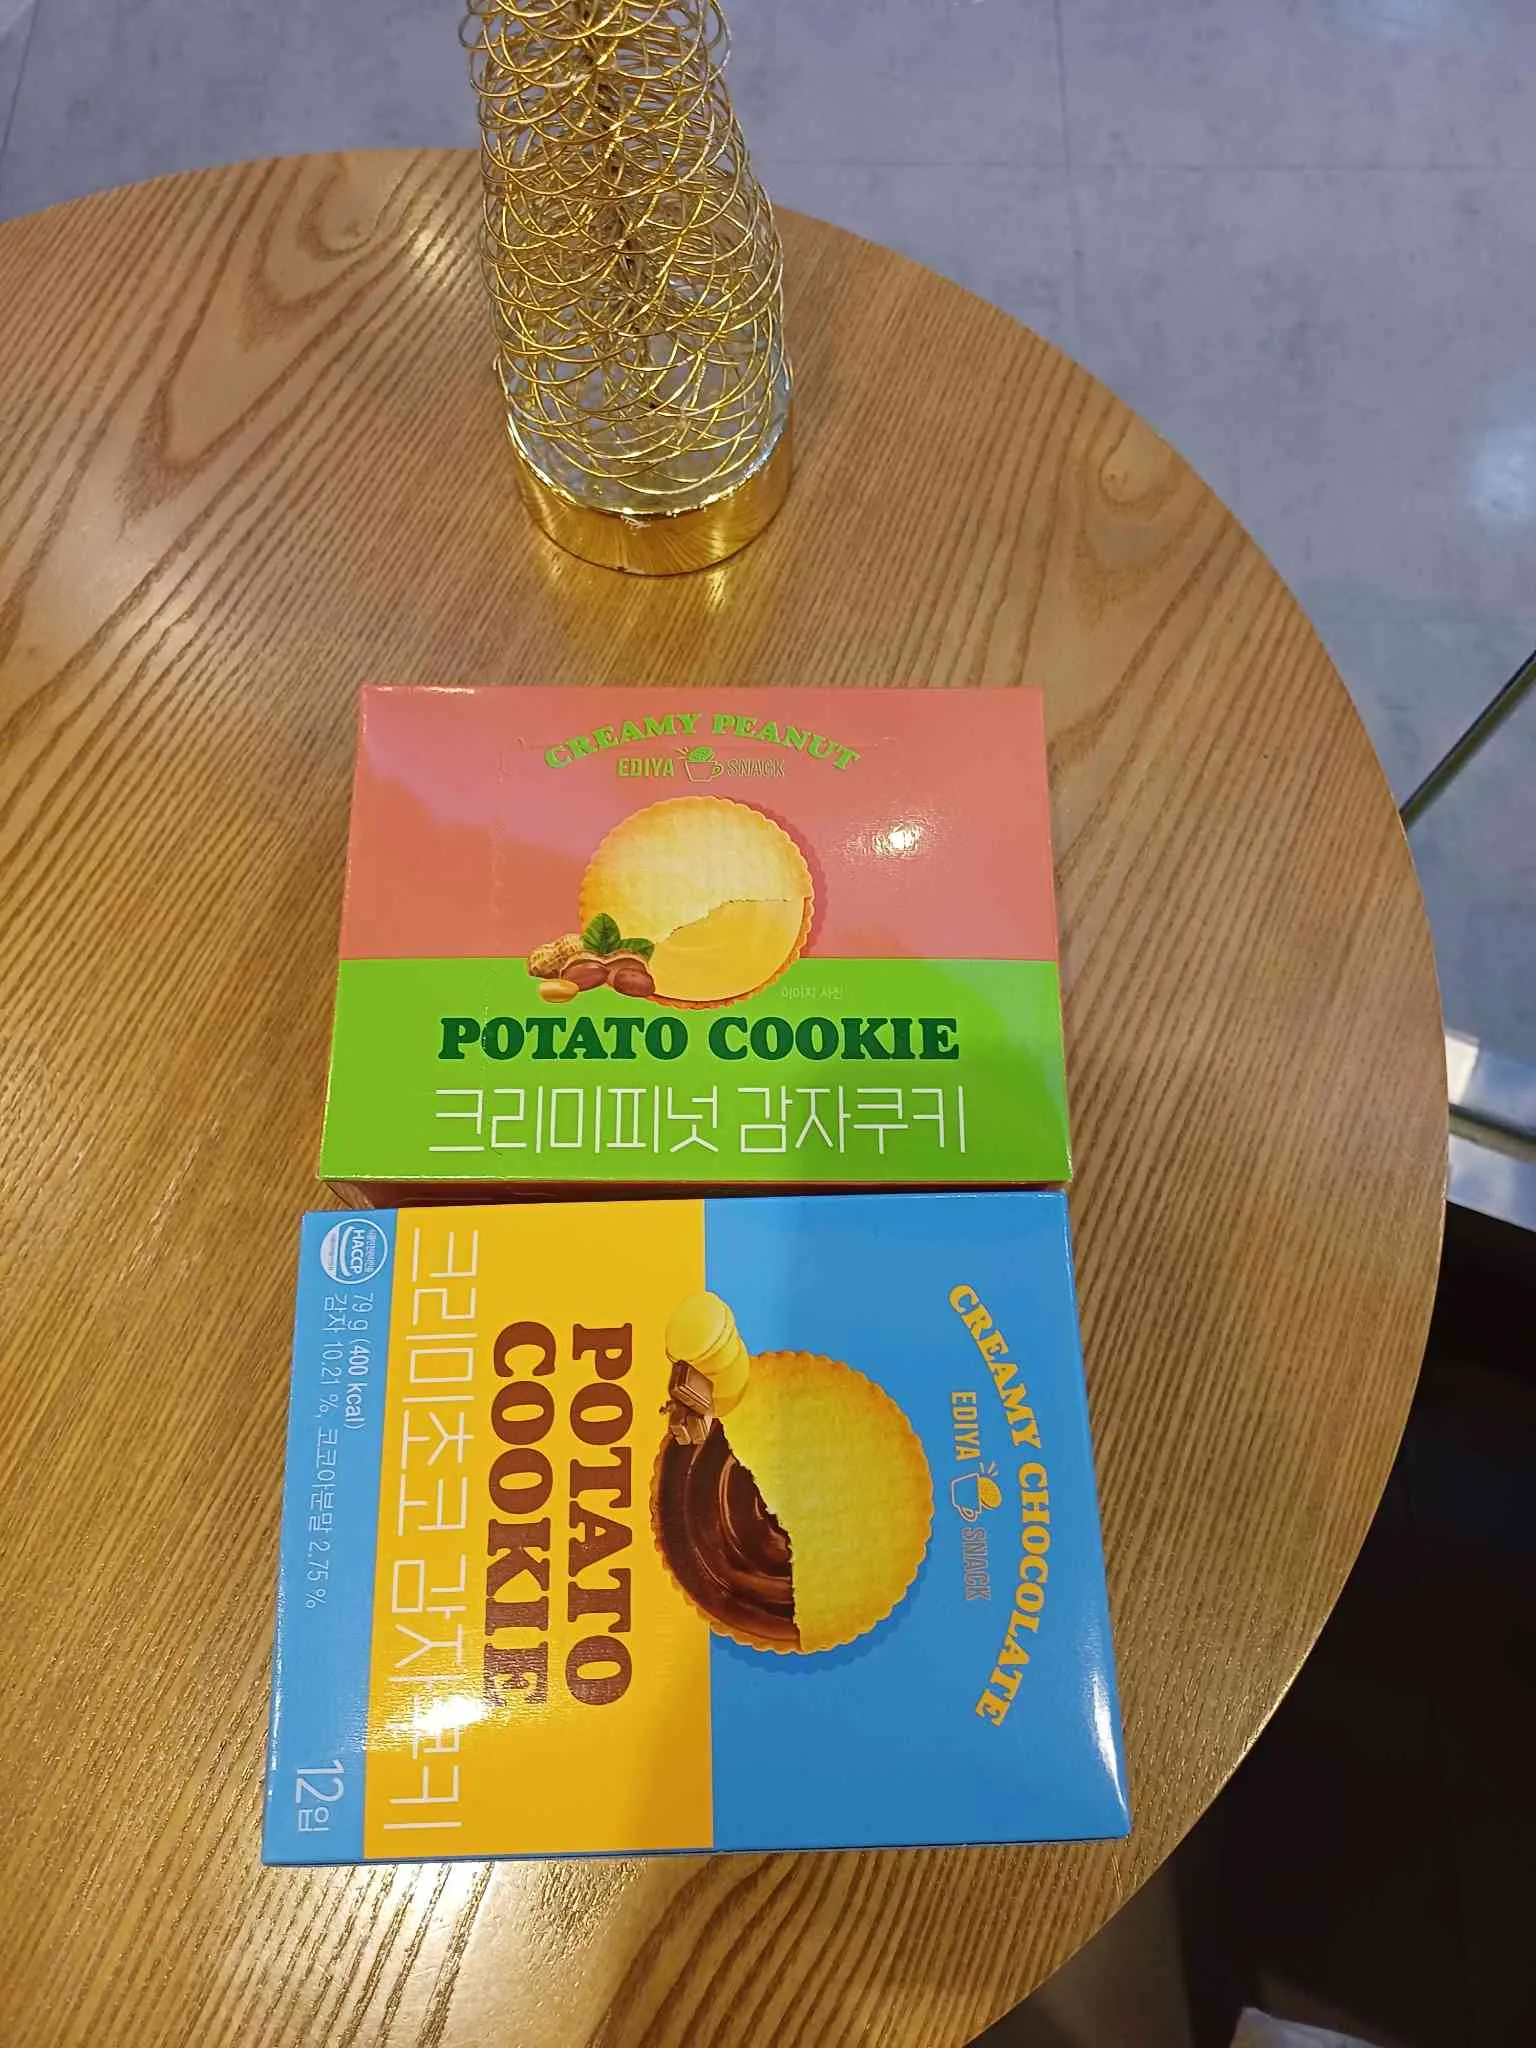 CREAMY PEANUT
EDIYA SNACK
이미지 사진
POTATO COOKIE
크리미피넛 감자쿠키
CREAMY CHOCOLATE
EDIYA SNACK
POTATO
COOKIE
크리미초코 감자쿠키
HACCP
79 g (400 kcal)
감자 10.21 %, 코코아분말 2.75 %
12입